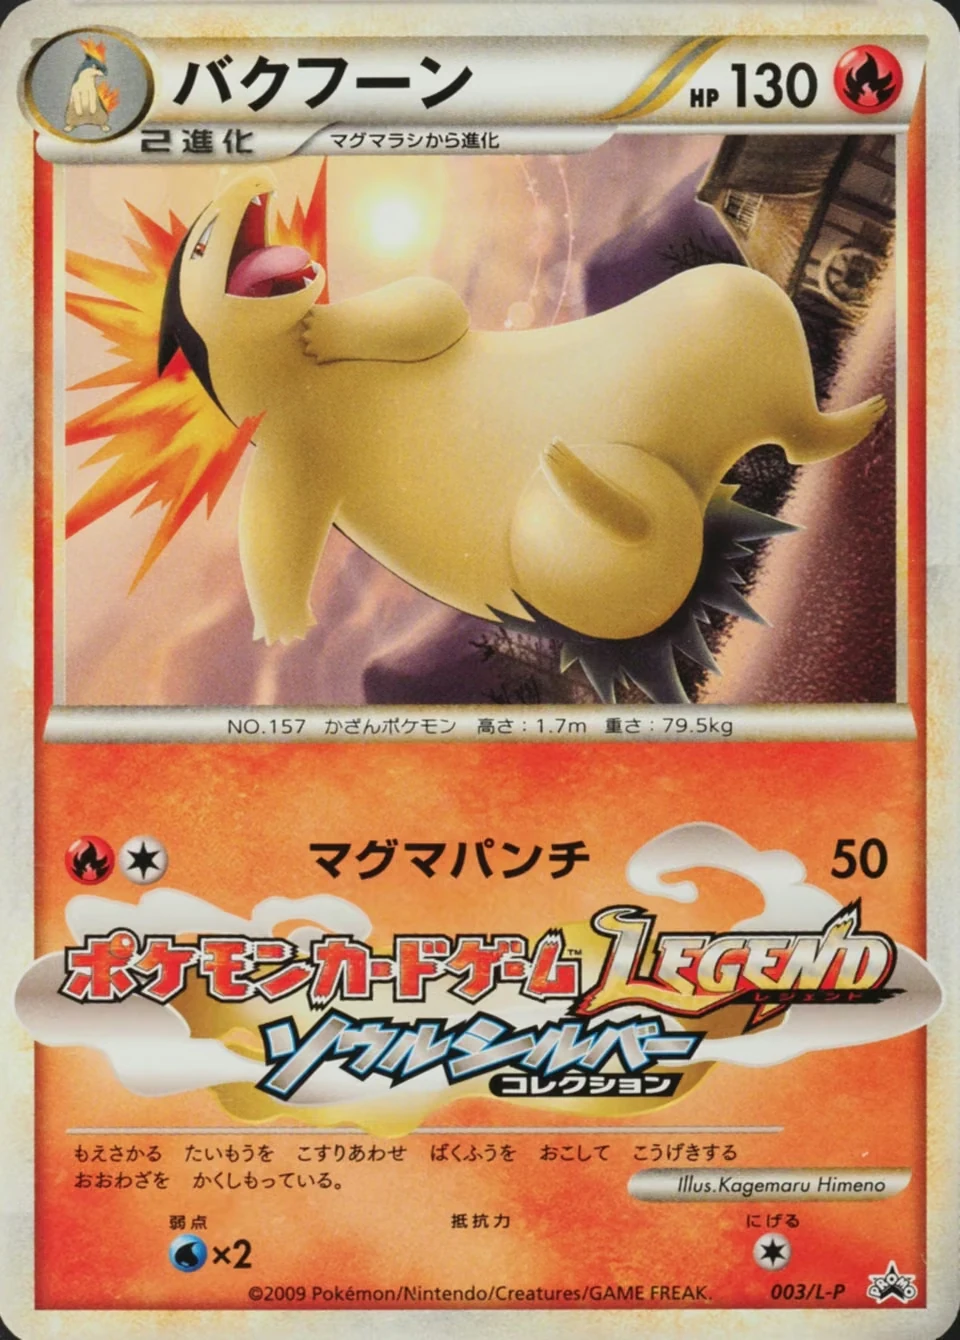 バクフーン
HP 130
2進化
マグマラシから進化
NO.157 かざんポケモン 高さ:1.7m 重さ:79.5kg
マグマパンチ 50
ポケモンカードゲーム™ LEGEND
レジェンド
ソウルシルバー
コレクション
もえさかる たいもうを こすりあわせ ばくふうを おこして こうげきする
おおわざを かくしもっている。
Illus.Kagemaru Himeno
弱点 抵抗力 にげる
×2
©2009 Pokémon/Nintendo/Creatures/GAME FREAK.
003/L-P
PROMO